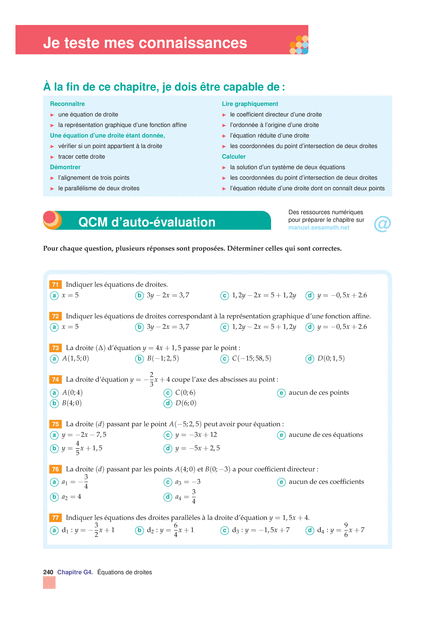 Je teste mes connaissances
À la fin de ce chapitre, je dois être capable de :
Reconnaître
► une équation de droite
► la représentation graphique d'une fonction affine
Une équation d'une droite étant donnée,
► vérifier si un point appartient à la droite
► tracer cette droite
Démontrer
► l'alignement de trois points
► le parallélisme de deux droites
Lire graphiquement
► le coefficient directeur d'une droite
► l'ordonnée à l'origine d'une droite
► l'équation réduite d'une droite
► les coordonnées du point d'intersection de deux droites
Calculer
► la solution d'un système de deux équations
► les coordonnées du point d'intersection de deux droites
► l'équation réduite d'une droite dont on connaît deux points
QCM d'auto-évaluation
Des ressources numériques
pour préparer le chapitre sur
manuel.sesamath.net
@
Pour chaque question, plusieurs réponses sont proposées. Déterminer celles qui sont correctes.
71 Indiquer les équations de droites.
a x = 5 b 3y − 2x = 3,7 c 1,2y − 2x = 5 + 1,2y d y = −0,5x + 2.6
72 Indiquer les équations de droites correspondant à la représentation graphique d'une fonction affine.
a x = 5 b 3y − 2x = 3,7 c 1,2y − 2x = 5 + 1,2y d y = −0,5x + 2.6
73 La droite (Δ) d'équation y = 4x + 1,5 passe par le point :
a A(1,5;0) b B(−1;2,5) c C(−15;58,5) d D(0;1,5)
74 La droite d'équation y = −2/3 x + 4 coupe l'axe des abscisses au point :
a A(0;4) c C(0;6) e aucun de ces points
b B(4;0) d D(6;0)
75 La droite (d) passant par le point A(−5;2,5) peut avoir pour équation :
a y = −2x − 7,5 c y = −3x + 12 e aucune de ces équations
b y = 4/5 x + 1,5 d y = −5x + 2,5
76 La droite (d) passant par les points A(4;0) et B(0;−3) a pour coefficient directeur :
a a₁ = −3/4 c a₃ = −3 e aucun de ces coefficients
b a₂ = 4 d a₄ = 3/4
77 Indiquer les équations des droites parallèles à la droite d'équation y = 1,5x + 4.
a d₁ : y = −3/2 x + 1 b d₂ : y = 6/4 x + 1 c d₃ : y = −1,5x + 7 d d₄ : y = 9/6 x + 7
240 Chapitre G4. Équations de droites